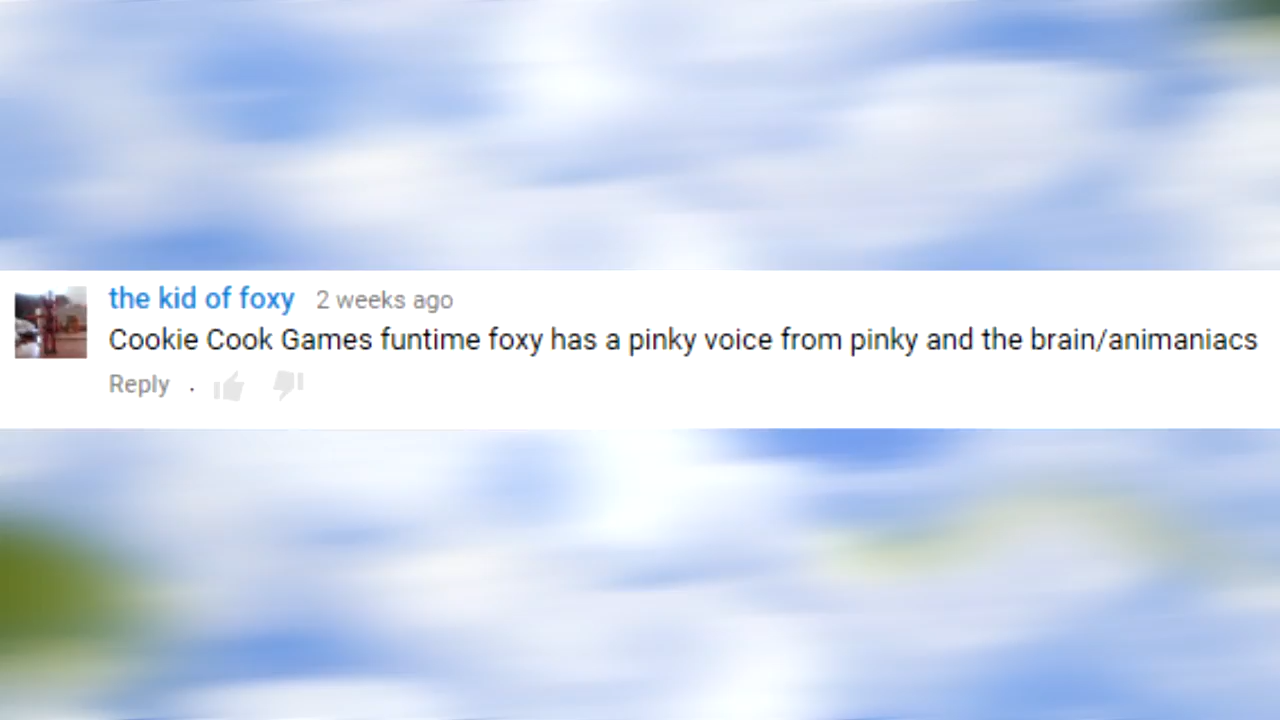 the kid of foxy 2 weeks ago
Cookie Cook Games funtime foxy has a pinky voice from pinky and the brain/animaniacs
Reply .